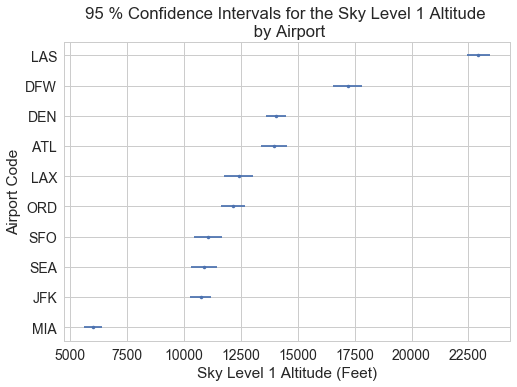 95 % Confidence Intervals for the Sky Level 1 Altitude
by Airport
Airport Code
LAS
DFW
DEN
ATL
LAX
ORD
SFO
SEA
JFK
MIA
5000 7500 10000 12500 15000 17500 20000 22500
Sky Level 1 Altitude (Feet)